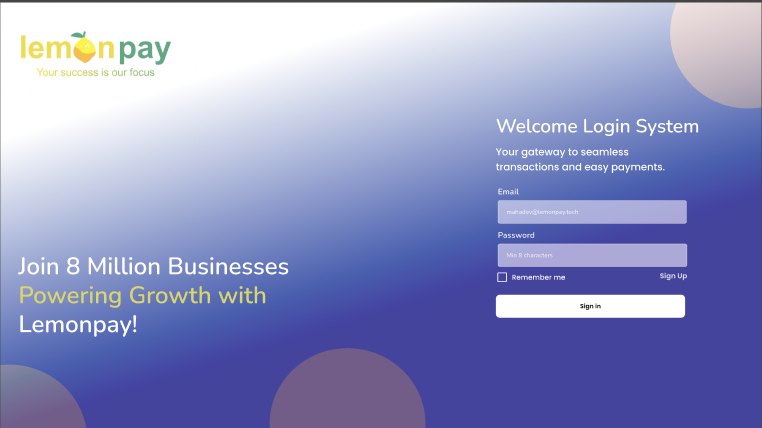 lemonpay
Your success is our focus
Welcome Login System
Your gateway to seamless
transactions and easy payments.
Email
mahadev@lemonpay.tech
Password
Min 8 characters
Remember me
Sign Up
Sign in
Join 8 Million Businesses
Powering Growth with
Lemonpay!